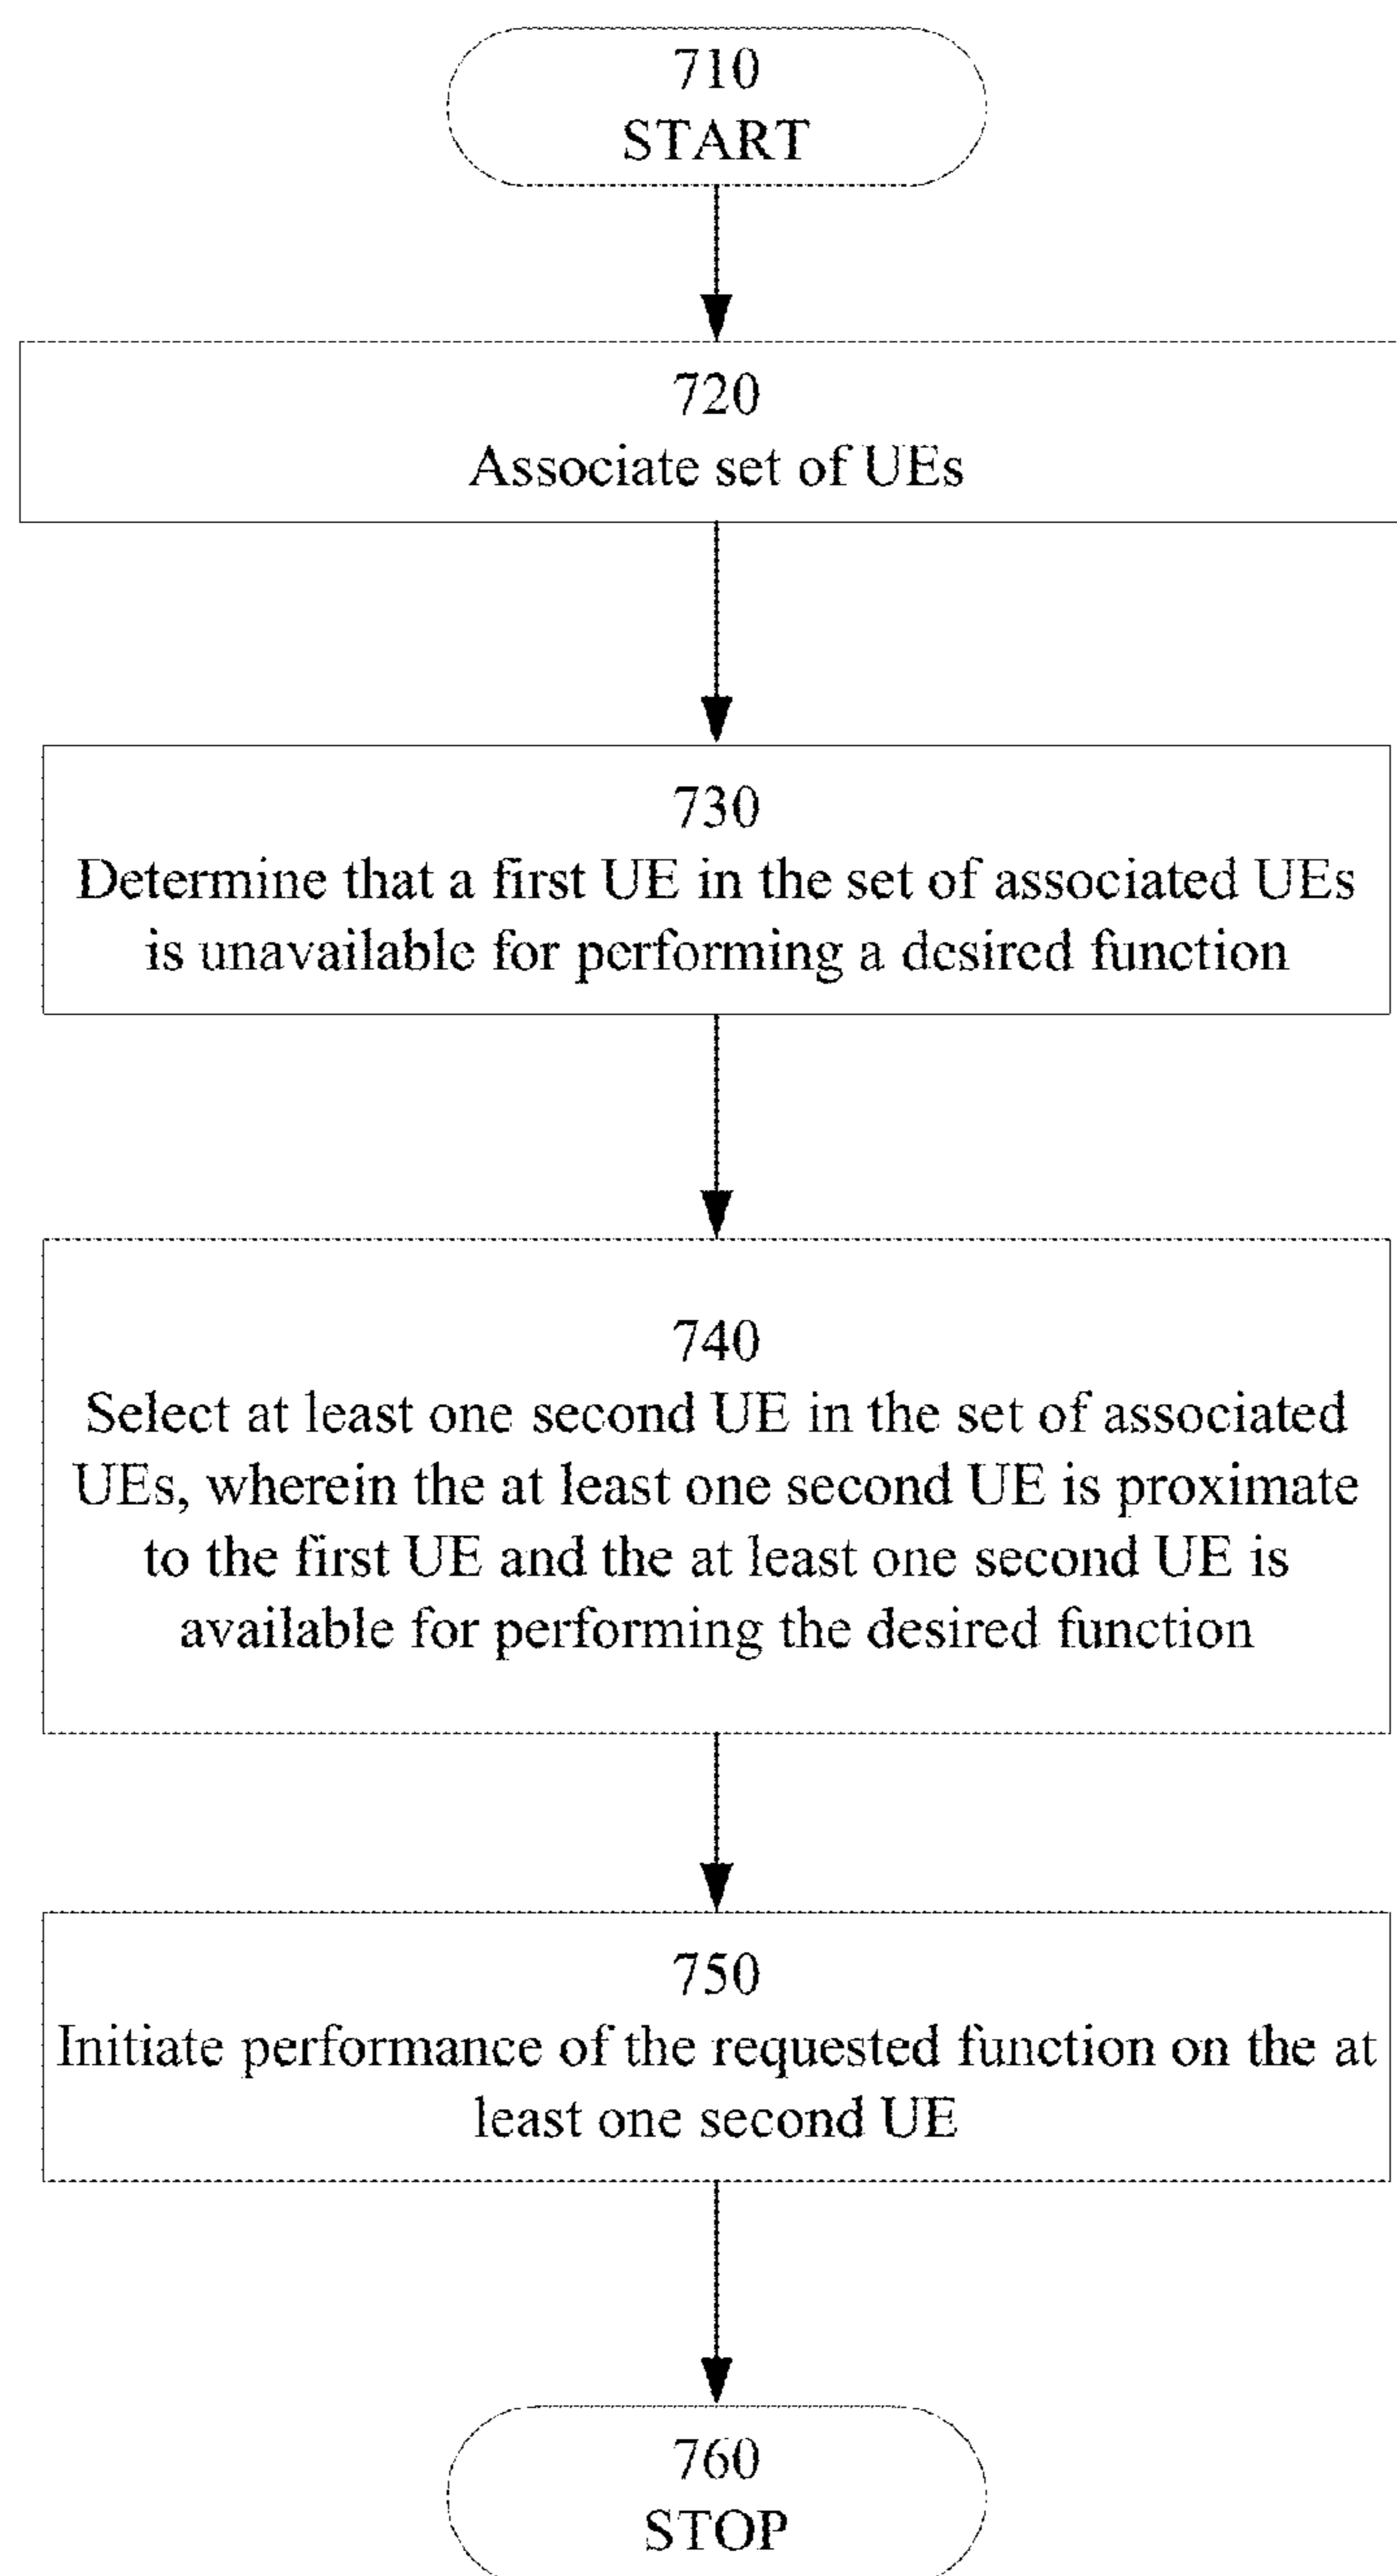 710
START
720
Associate set of UEs
730
Determine that a first UE in the set of associated UEs
is unavailable for performing a desired function
740
Select at least one second UE in the set of associated
UEs, wherein the at least one second UE is proximate
to the first UE and the at least one second UE is
available for performing the desired function
750
Initiate performance of the requested function on the at
least one second UE
760
STOP